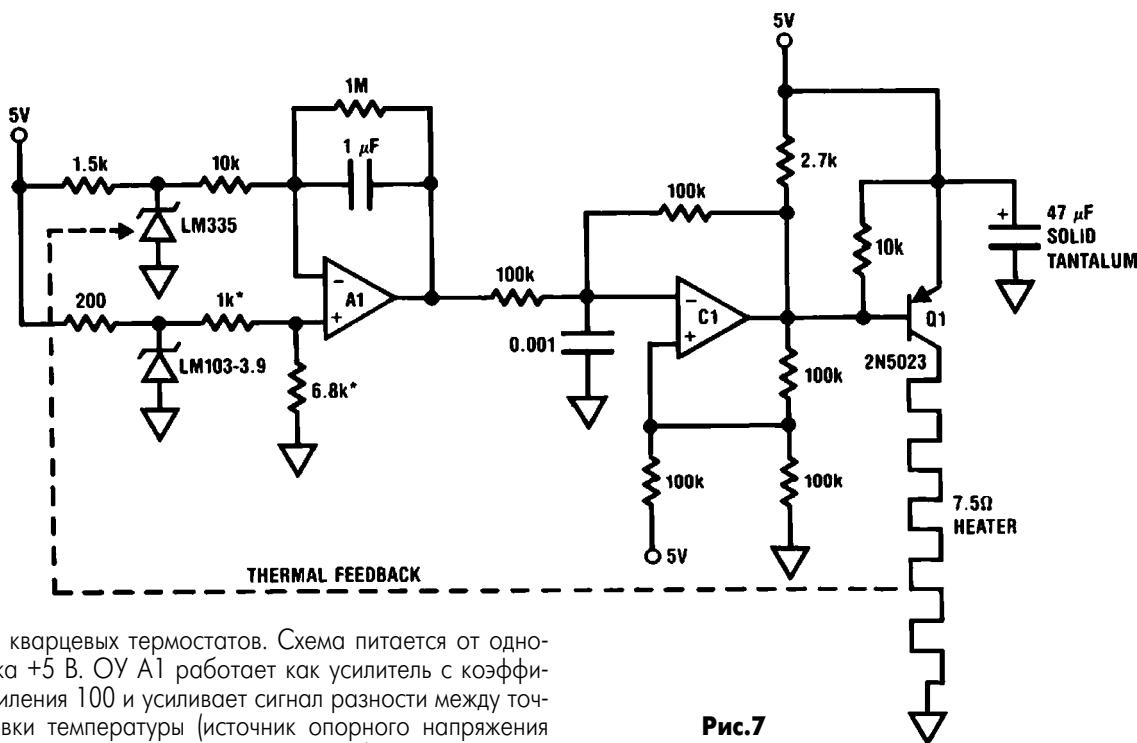 5V
5V
1M
1 μF
1.5k
10k
2.7k
100k
10k
+
47 μF
SOLID
TANTALUM
LM335
−
A1
+
200
1k*
100k
−
C1
+
Q1
2N5023
0.001
LM103-3.9
6.8k*
100k
100k
100k
7.5Ω
HEATER
5V
THERMAL FEEDBACK
кварцевых термостатов. Схема питается от одно-
ка +5 В. ОУ А1 работает как усилитель с коэффи-
иления 100 и усиливает сигнал разности между точ-
вки температуры (источник опорного напряжения
Рис.7